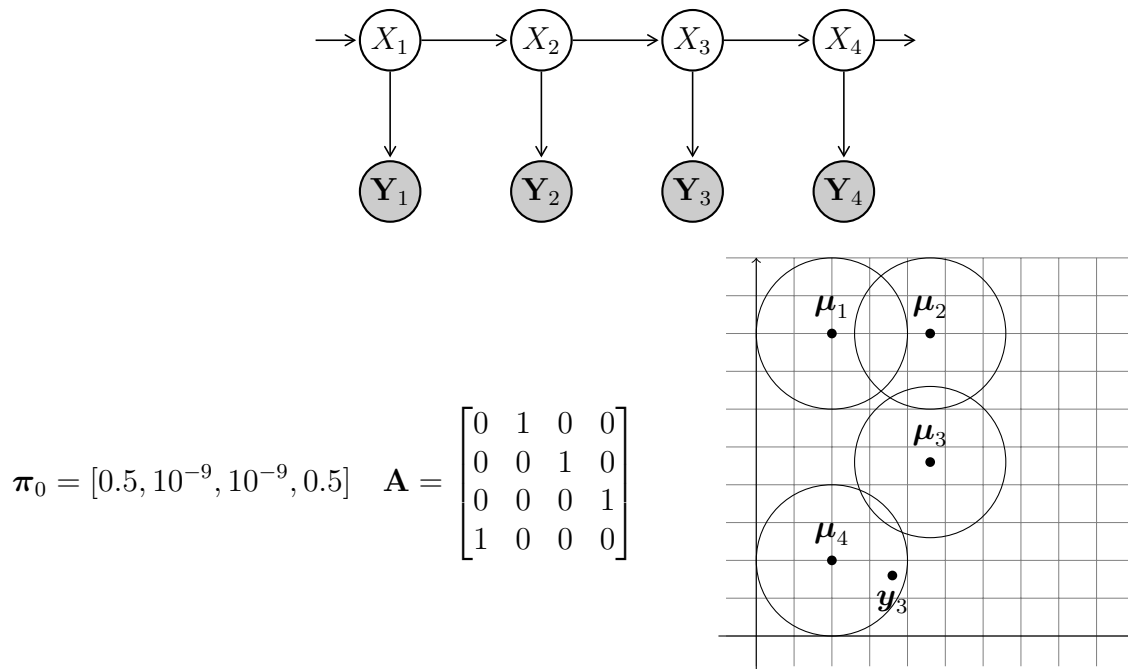 X₁ X₂ X₃ X₄
Y₁ Y₂ Y₃ Y₄
μ₁ μ₂
μ₃
π₀ = [0.5, 10⁻⁹, 10⁻⁹, 0.5] A = [0 1 0 0
0 0 1 0
0 0 0 1
1 0 0 0]
μ₄
y₃